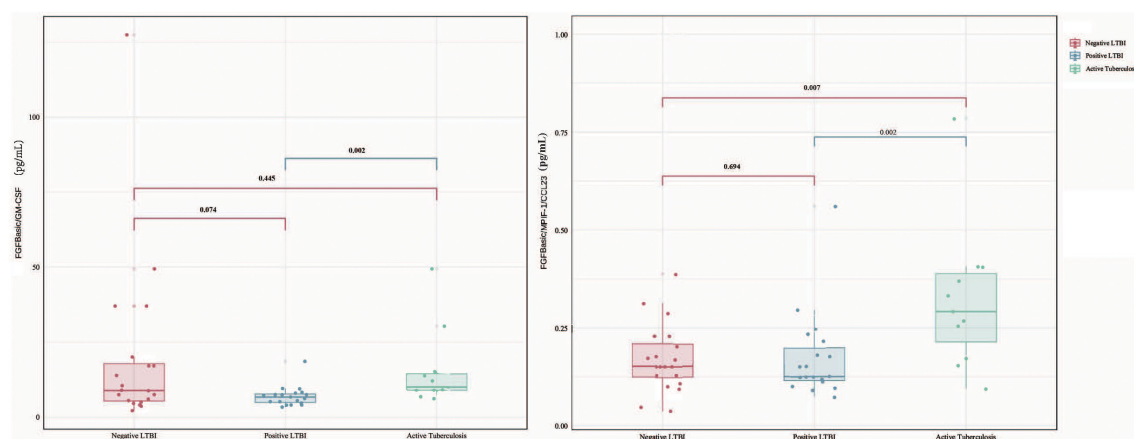 FGFBasic/GM-CSF (pg/mL)
100
50
0
0.002
0.445
0.074
Negative LTBI
Positive LTBI
Active Tuberculosis
FGFBasic/MPIF-1/CCL23 (pg/mL)
1.00
0.75
0.50
0.25
0.00
0.007
0.002
0.694
Negative LTBI
Positive LTBI
Active Tuberculosis
Negative LTBI
Positive LTBI
Active Tuberculos